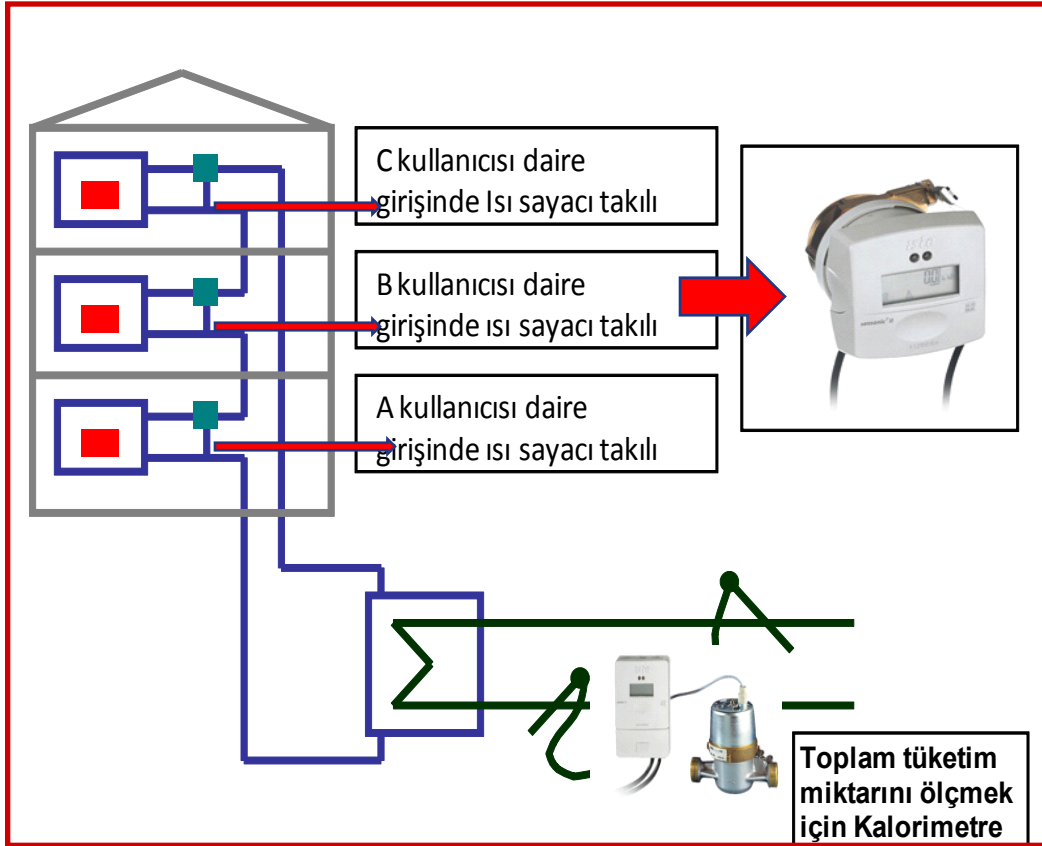 C kullanıcısı daire
girişinde Isı sayacı takılı
B kullanıcısı daire
girişinde ısı sayacı takılı
A kullanıcısı daire
girişinde ısı sayacı takılı
ista
Toplam tüketim
miktarını ölçmek
için Kalorimetre